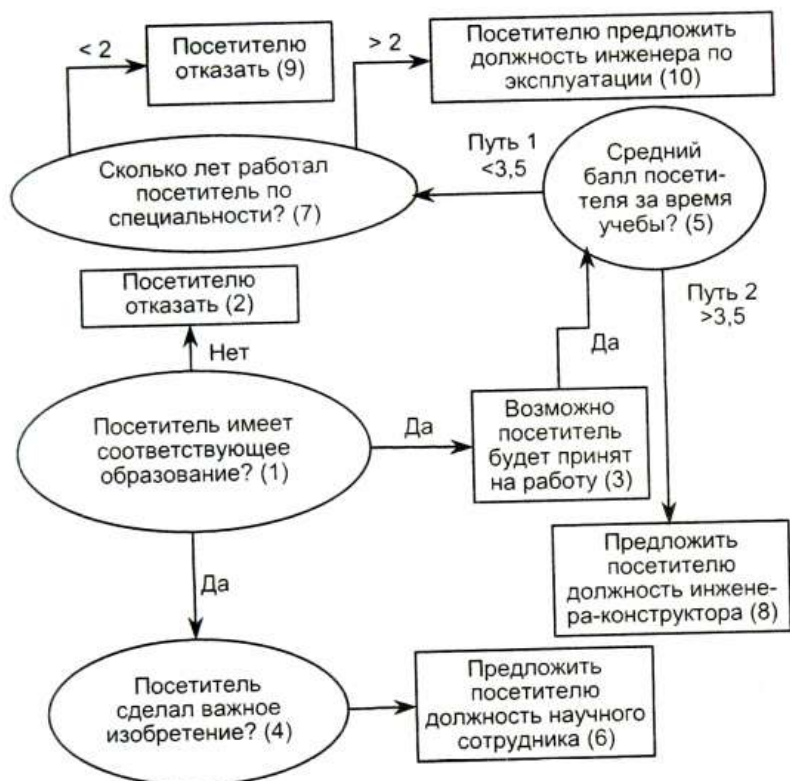 < 2
Посетителю
отказать (9)
> 2
Посетителю предложить
должность инженера по
эксплуатации (10)
Сколько лет работал
посетитель по
специальности? (7)
Путь 1
<3,5
Средний
балл посети-
теля за время
учебы? (5)
Посетителю
отказать (2)
Нет
Да
Путь 2
>3,5
Посетитель имеет
соответствующее
образование? (1)
Да
Возможно
посетитель
будет принят
на работу (3)
Да
Предложить
посетителю
должность инжене-
ра-конструктора (8)
Посетитель
сделал важное
изобретение? (4)
Предложить
посетителю
должность научного
сотрудника (6)